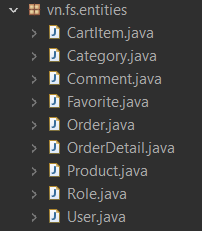 vn.fs.entities
CartItem.java
Category.java
Comment.java
Favorite.java
Order.java
OrderDetail.java
Product.java
Role.java
User.java